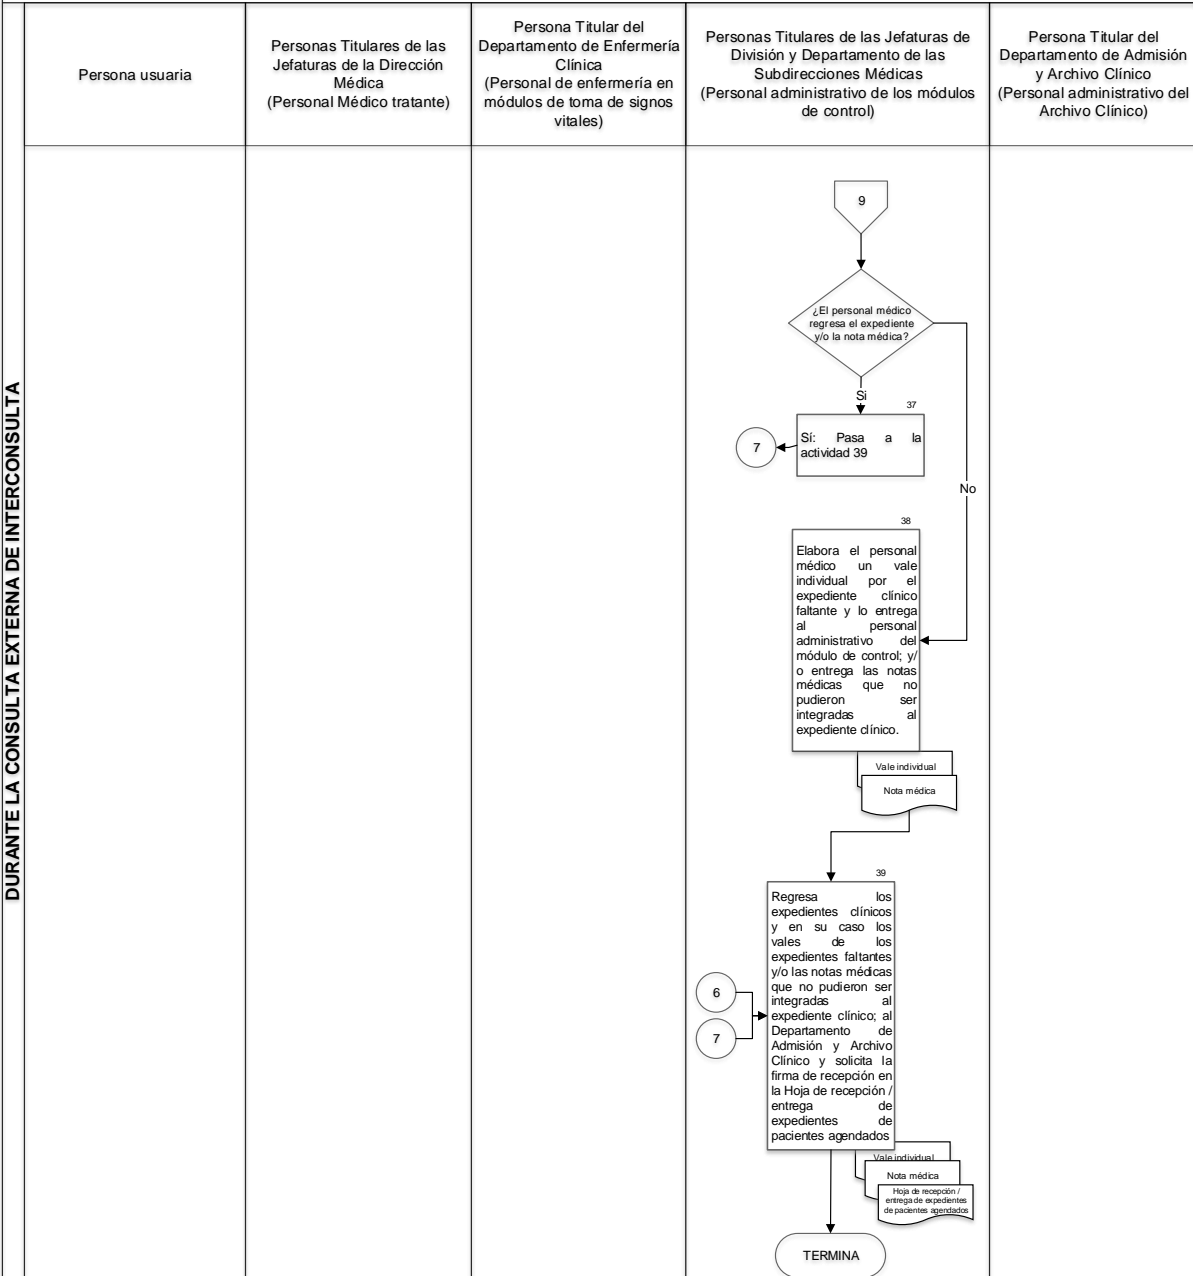 Persona usuaria
Personas Titulares de las
Jefaturas de la Dirección
Médica
(Personal Médico tratante)
Persona Titular del
Departamento de Enfermería
Clínica
(Personal de enfermería en
módulos de toma de signos
vitales)
Personas Titulares de las Jefaturas de
División y Departamento de las
Subdirecciones Médicas
(Personal administrativo de los módulos
de control)
Persona Titular del
Departamento de Admisión
y Archivo Clínico
(Personal administrativo del
Archivo Clínico)
DURANTE LA CONSULTA EXTERNA DE INTERCONSULTA
9
¿El personal médico
regresa el expediente
y/o la nota médica?
Si
No
37
Sí: Pasa a la
actividad 39
7
38
Elabora el personal
médico un vale
individual por el
expediente clínico
faltante y lo entrega
al personal
administrativo del
módulo de control; y/
o entrega las notas
médicas que no
pudieron ser
integradas al
expediente clínico.
Vale individual
Nota médica
39
Regresa los
expedientes clínicos
y en su caso los
vales de los
expedientes faltantes
y/o las notas médicas
que no pudieron ser
integradas al
expediente clínico; al
Departamento de
Admisión y Archivo
Clínico y solicita la
firma de recepción en
la Hoja de recepción /
entrega de
expedientes de
pacientes agendados
6
7
Vale individual
Nota médica
Hoja de recepción /
entrega de expedientes
de pacientes agendados
TERMINA